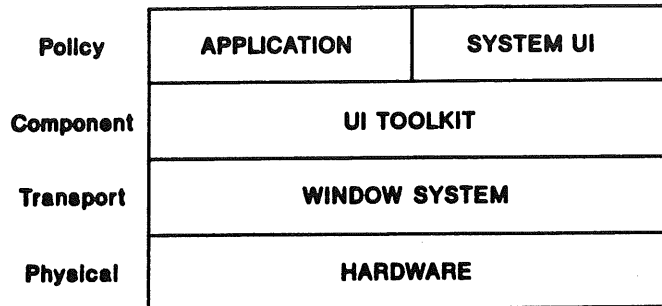 Policy APPLICATION SYSTEM UI
Component UI TOOLKIT
Transport WINDOW SYSTEM
Physical HARDWARE